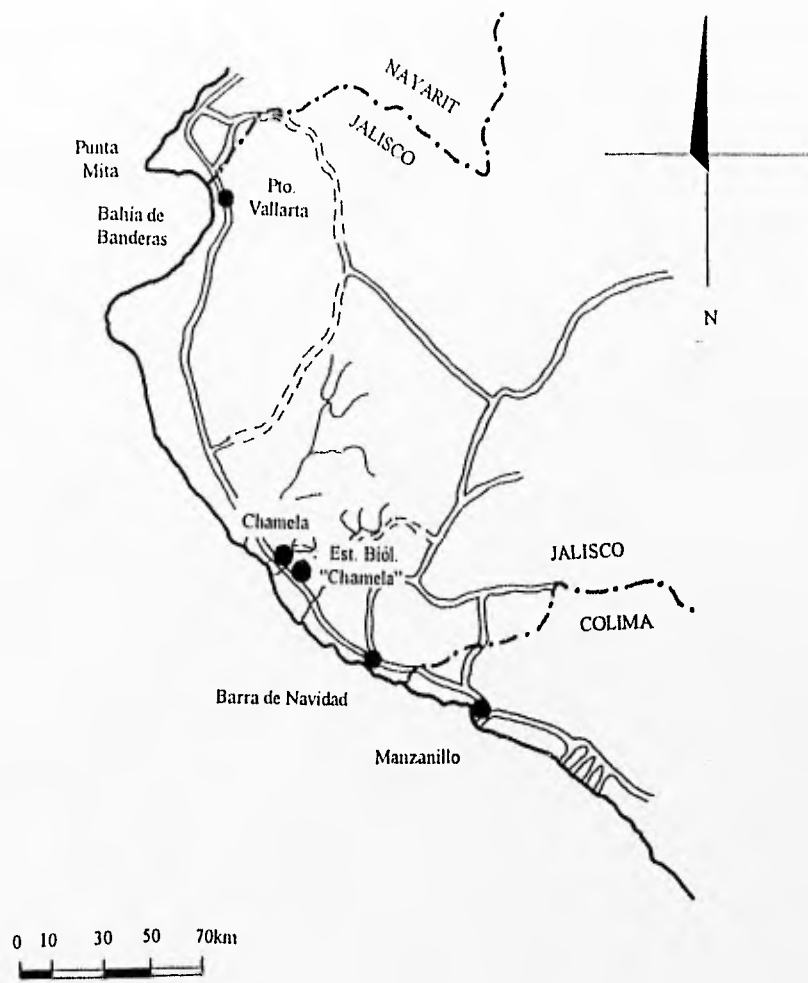 NAYARIT
JALISCO
Punta
Mita
Pto.
Vallarta
Bahía de
Banderas
N
Chamela
Est. Biól.
"Chamela"
JALISCO
COLIMA
Barra de Navidad
Manzanillo
0 10 30 50 70km